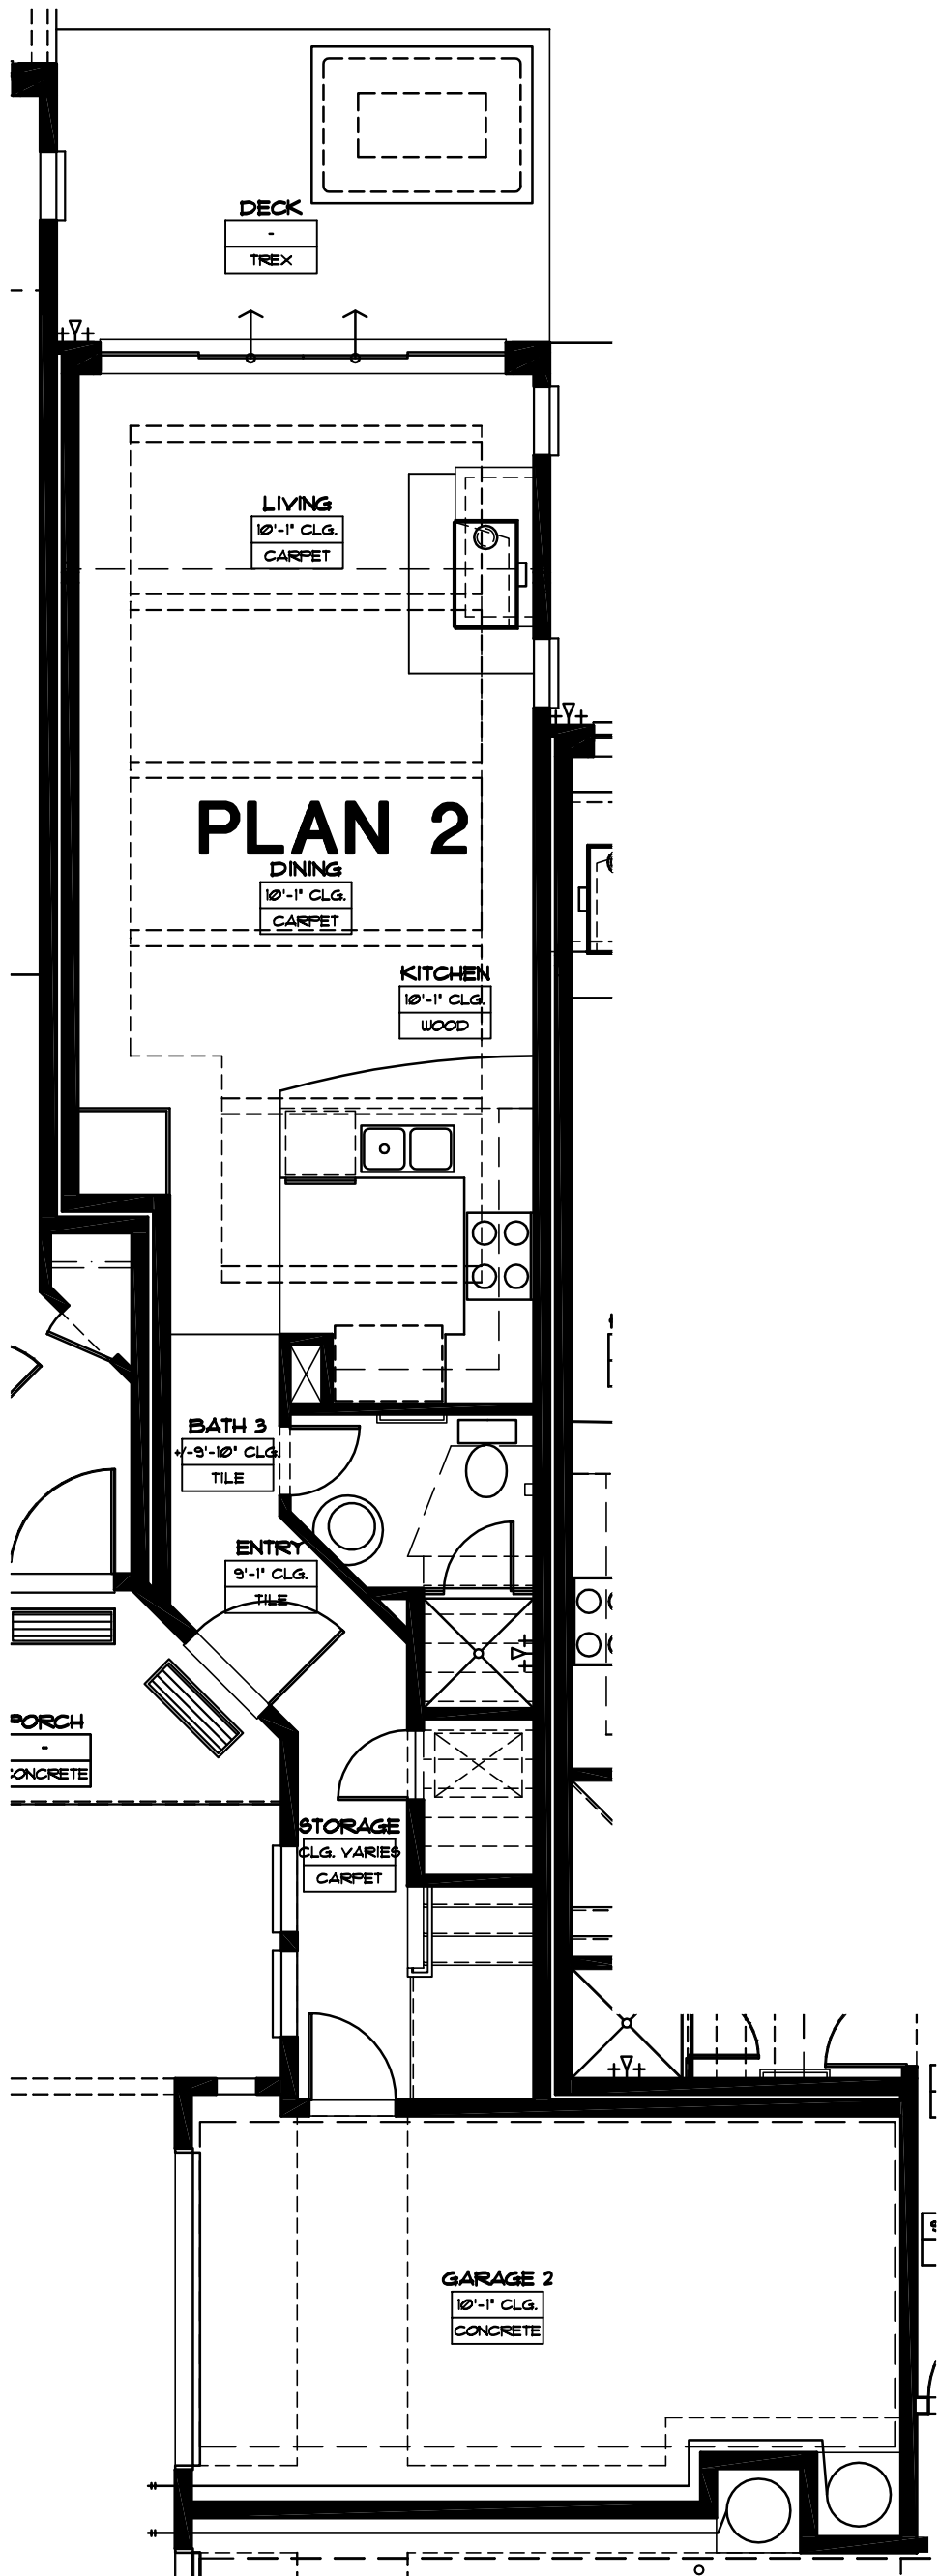 DECK
-
TREX
LIVING
10'-1" CLG.
CARPET
PLAN 2
DINING
10'-1" CLG.
CARPET
KITCHEN
10'-1" CLG.
WOOD
BATH 3
+/-9'-10" CLG.
TILE
ENTRY
9'-1" CLG.
TILE
PORCH
-
CONCRETE
STORAGE
CLG. VARIES
CARPET
GARAGE 2
10'-1" CLG.
CONCRETE